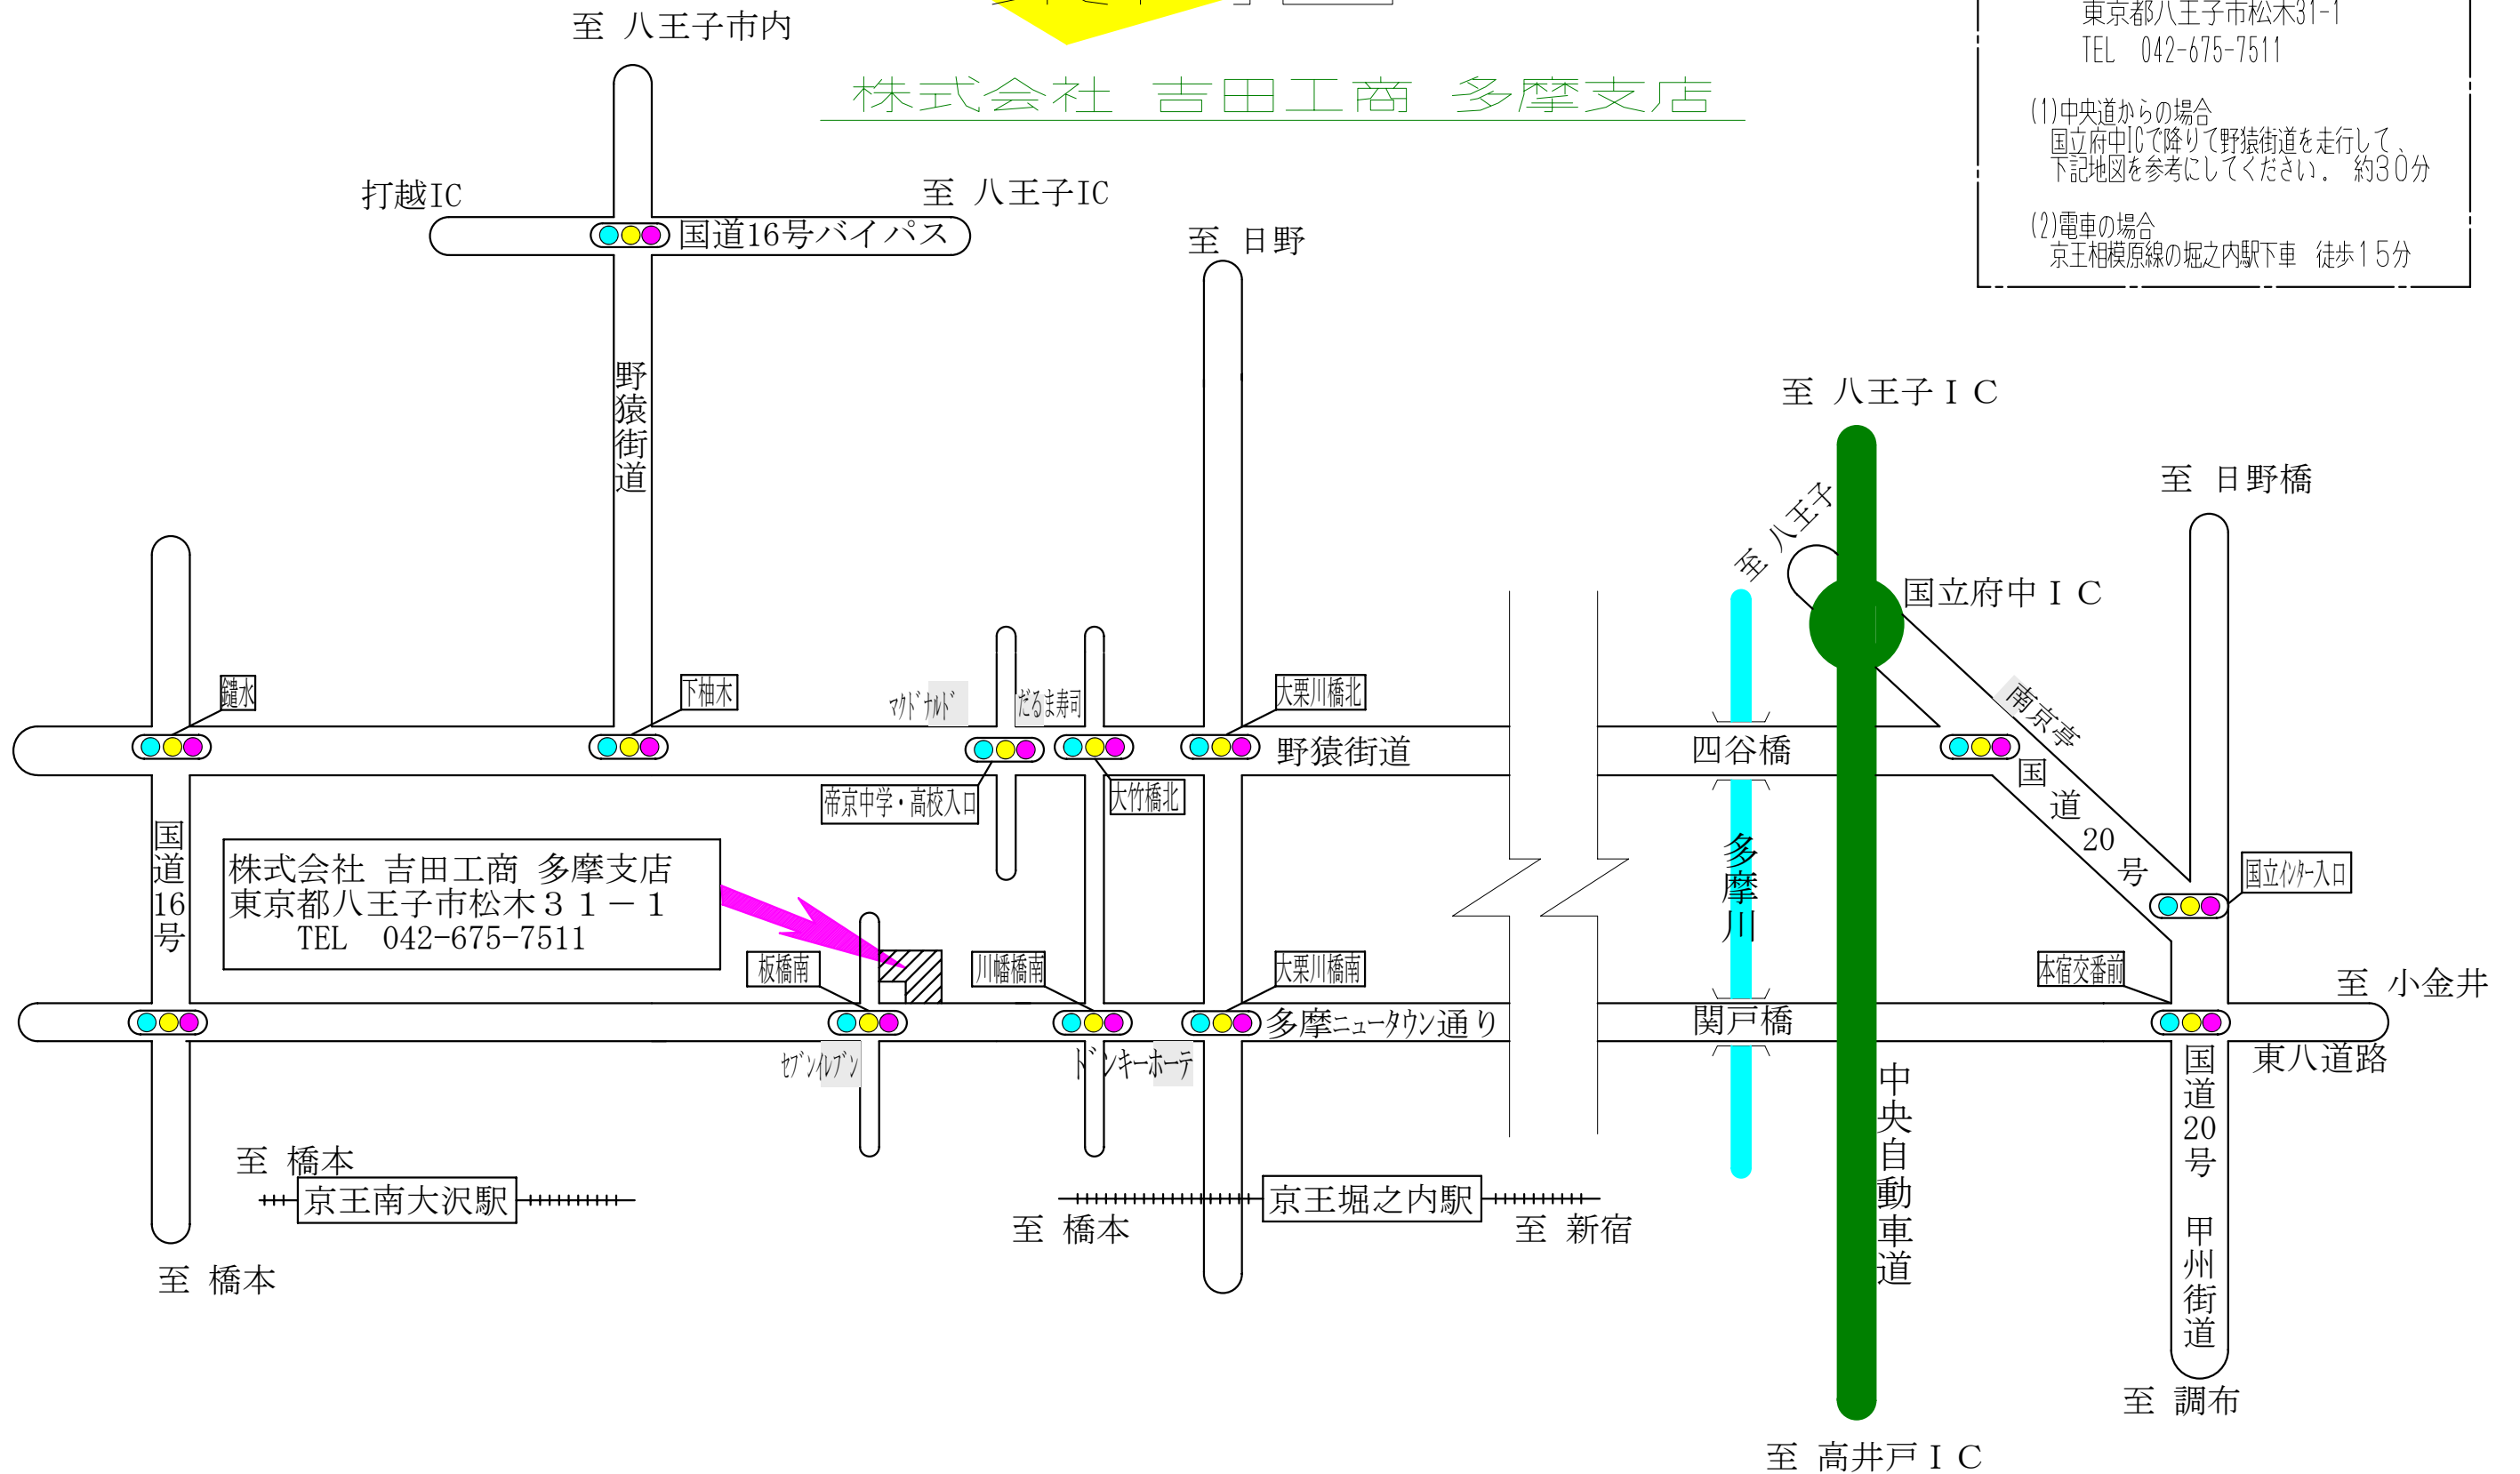 至 八王子市内
東京都八王子市松木31-1
TEL 042-675-7511
株式会社 吉田工商 多摩支店
(1)中央道からの場合
国立府中ICで降りて野猿街道を走行して、
下記地図を参考にしてください。 約30分
(2)電車の場合
京王相模原線の堀之内駅下車 徒歩15分
打越IC
至 八王子IC
国道16号バイパス
至 日野
野猿街道
至 八王子IC
至 日野橋
至 八王子
国立府中IC
南京亭
鑓水
下柚木
マクドナルド
だるま寿司
大栗川橋北
野猿街道
四谷橋
国道20号
帝京中学・高校入口
大竹橋北
国道16号
株式会社 吉田工商 多摩支店
東京都八王子市松木31-1
TEL 042-675-7511
多摩川
国立インター入口
板橋南
川幡橋南
大栗川橋南
本宿交番前
至 小金井
多摩ニュータウン通り
関戸橋
東八道路
セブンイレブン
ドンキーホーテ
中央自動車道
国道20号 甲州街道
至 橋本
京王南大沢駅
京王堀之内駅
至 橋本
至 新宿
至 橋本
至 調布
至 高井戸IC